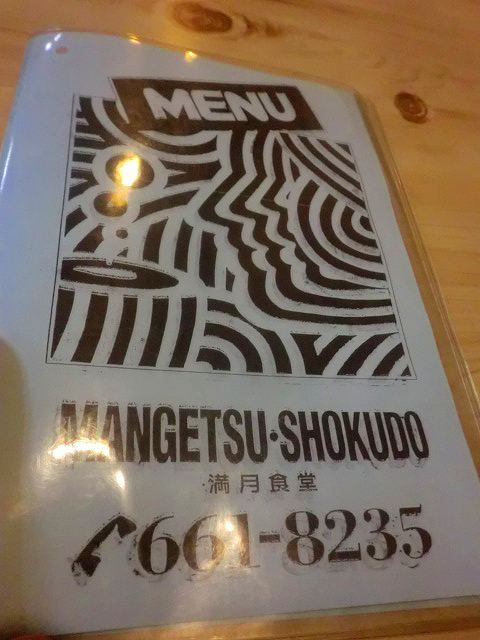 MENU
MANGETSU·SHOKUDO
満月食堂
661-8235